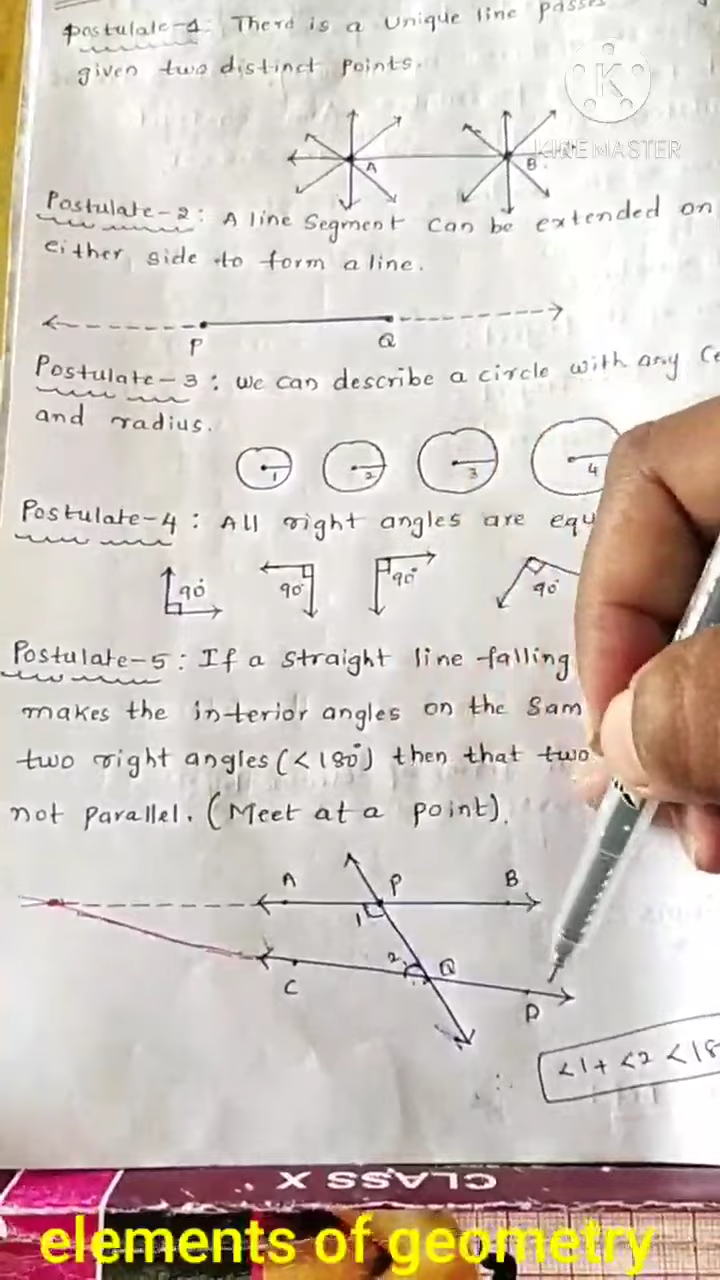 Postulate-1: There is a unique line passes
given two distinct points.
KINEMASTER
A B
Postulate-2: A line segment can be extended on
either side to form a line.
P Q
Postulate-3: We can describe a circle with any Ce
and radius.
1 2 3 4
Postulate-4: All right angles are equ
90° 90° 90° 90°
Postulate-5: If a straight line falling
makes the interior angles on the Sam
two right angles (<180°) then that two
not parallel. (Meet at a point).
A P B
1
2 Q
C D
<1+<2<18
CLASS X
elements of geometry